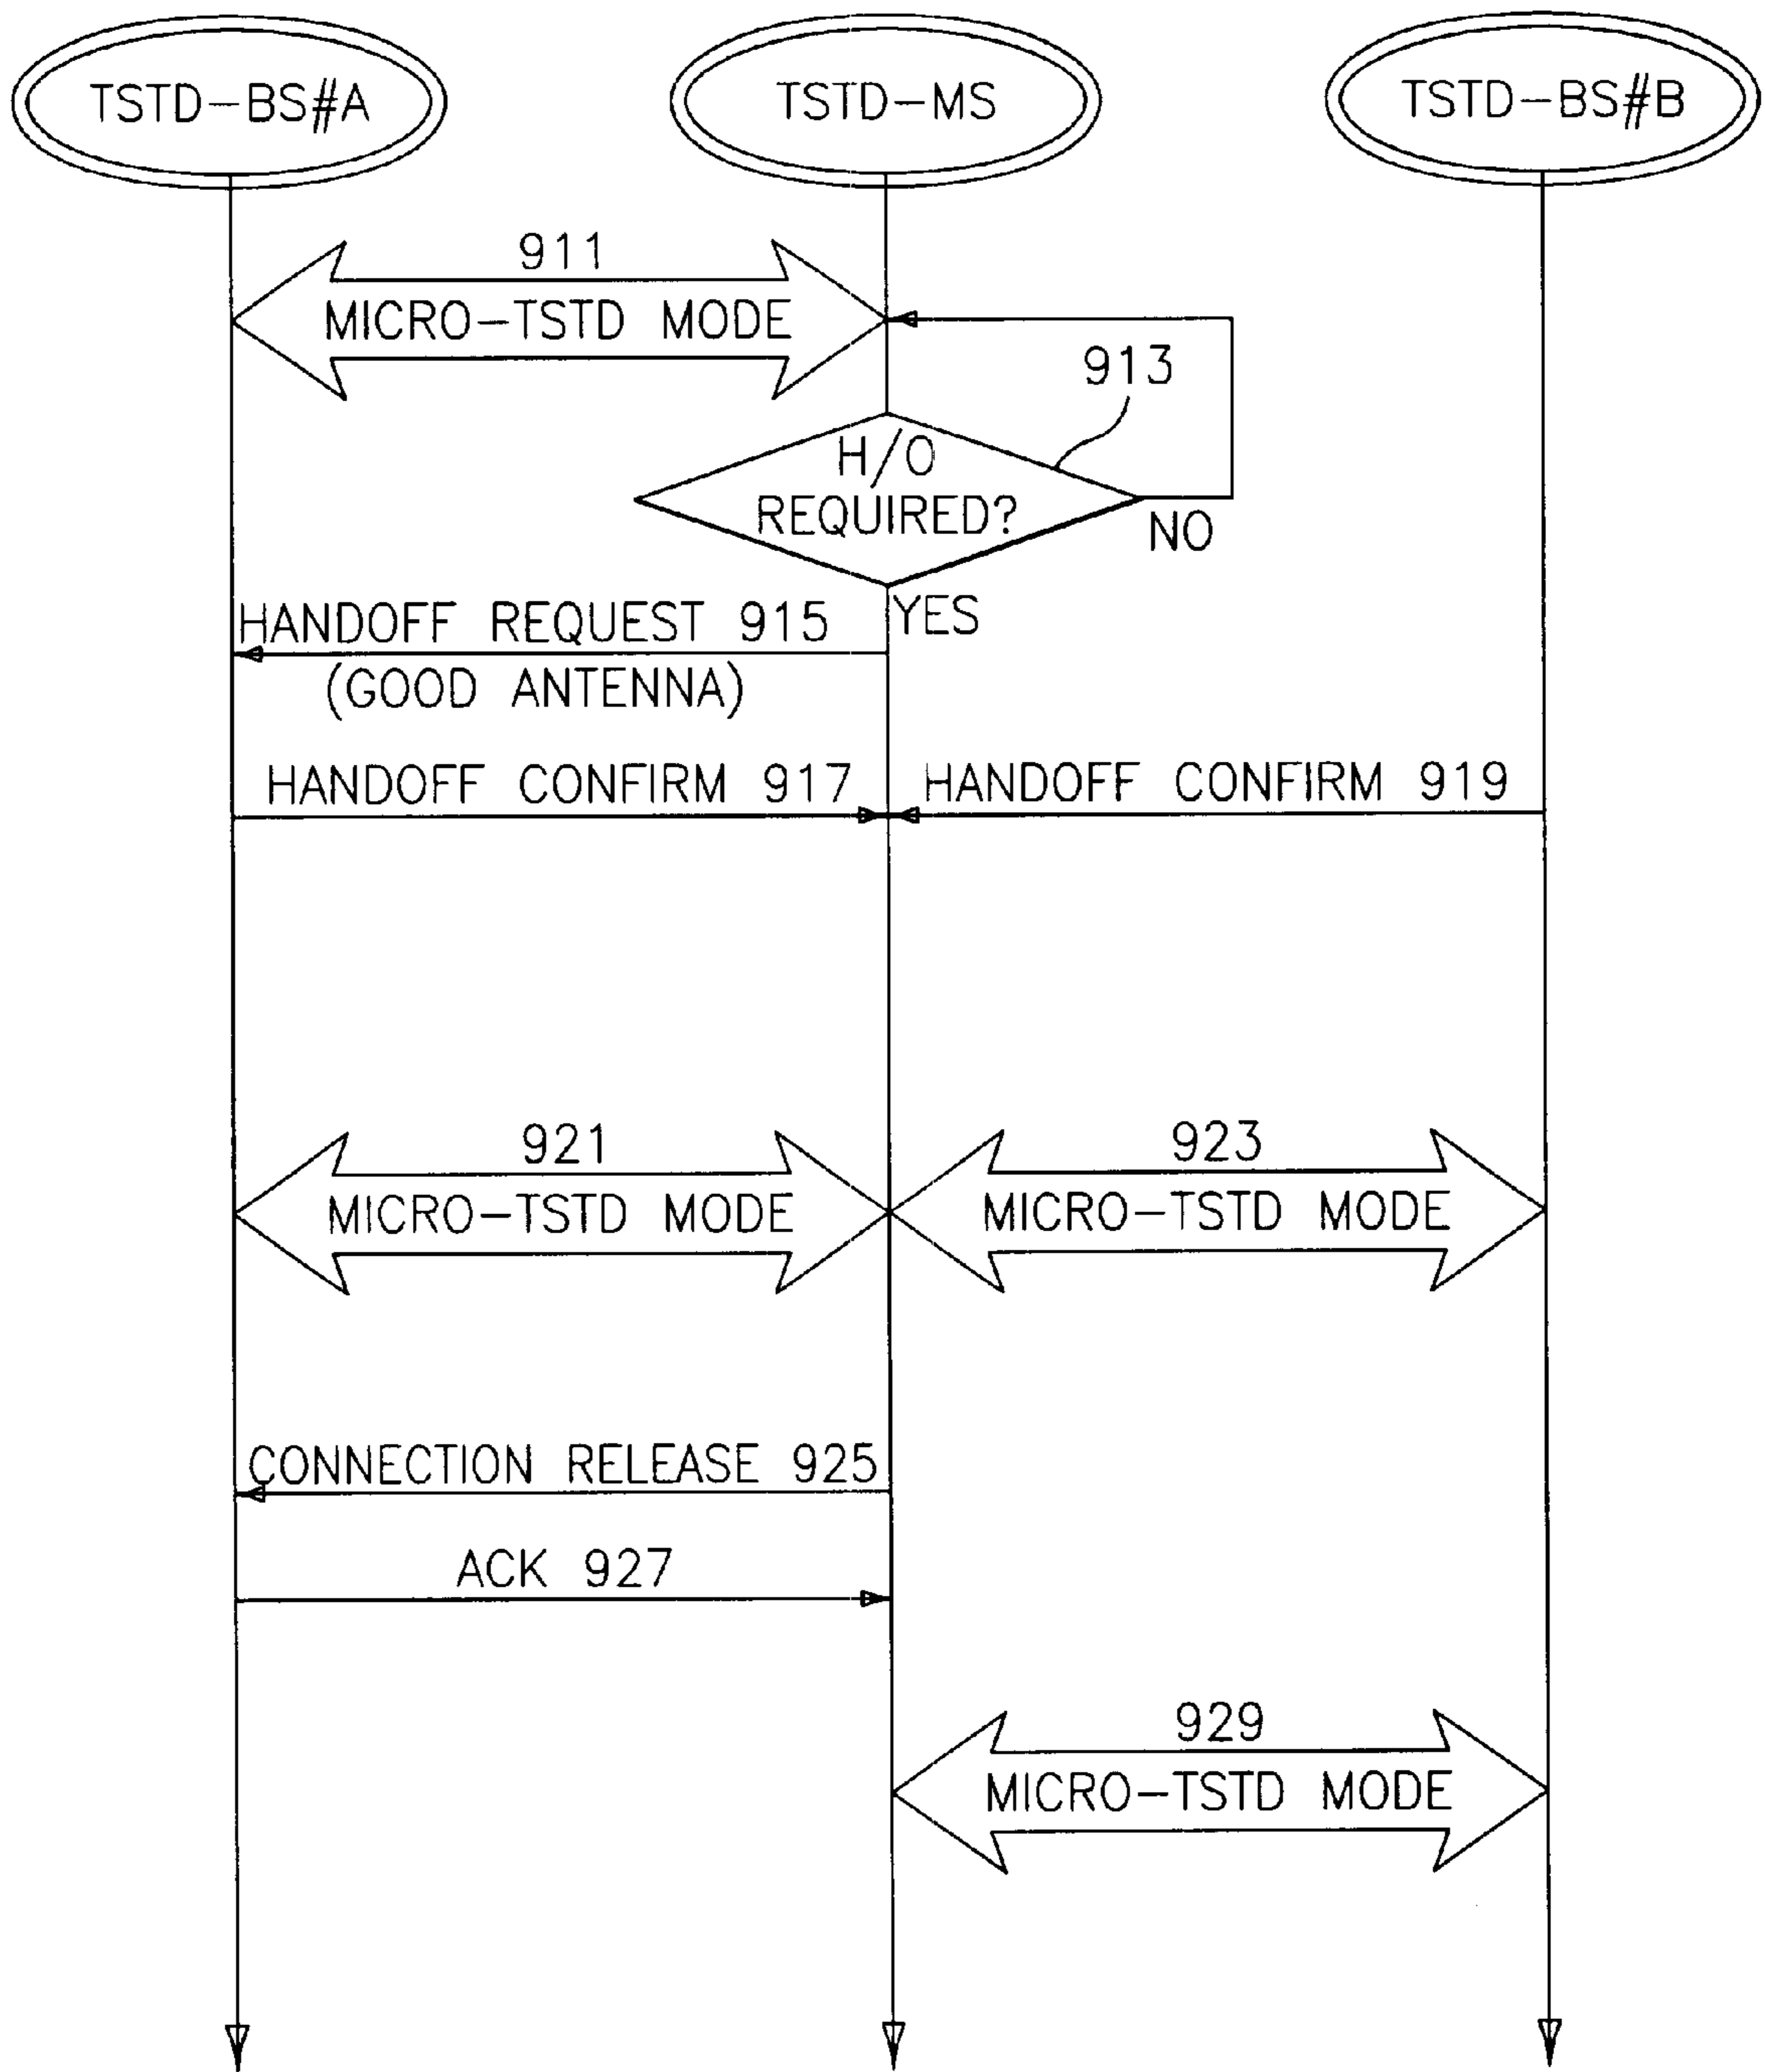 TSTD-BS#A
TSTD-MS
TSTD-BS#B
911
MICRO-TSTD MODE
913
H/O
REQUIRED?
NO
YES
HANDOFF REQUEST 915
(GOOD ANTENNA)
HANDOFF CONFIRM 917
HANDOFF CONFIRM 919
921
MICRO-TSTD MODE
923
MICRO-TSTD MODE
CONNECTION RELEASE 925
ACK 927
929
MICRO-TSTD MODE